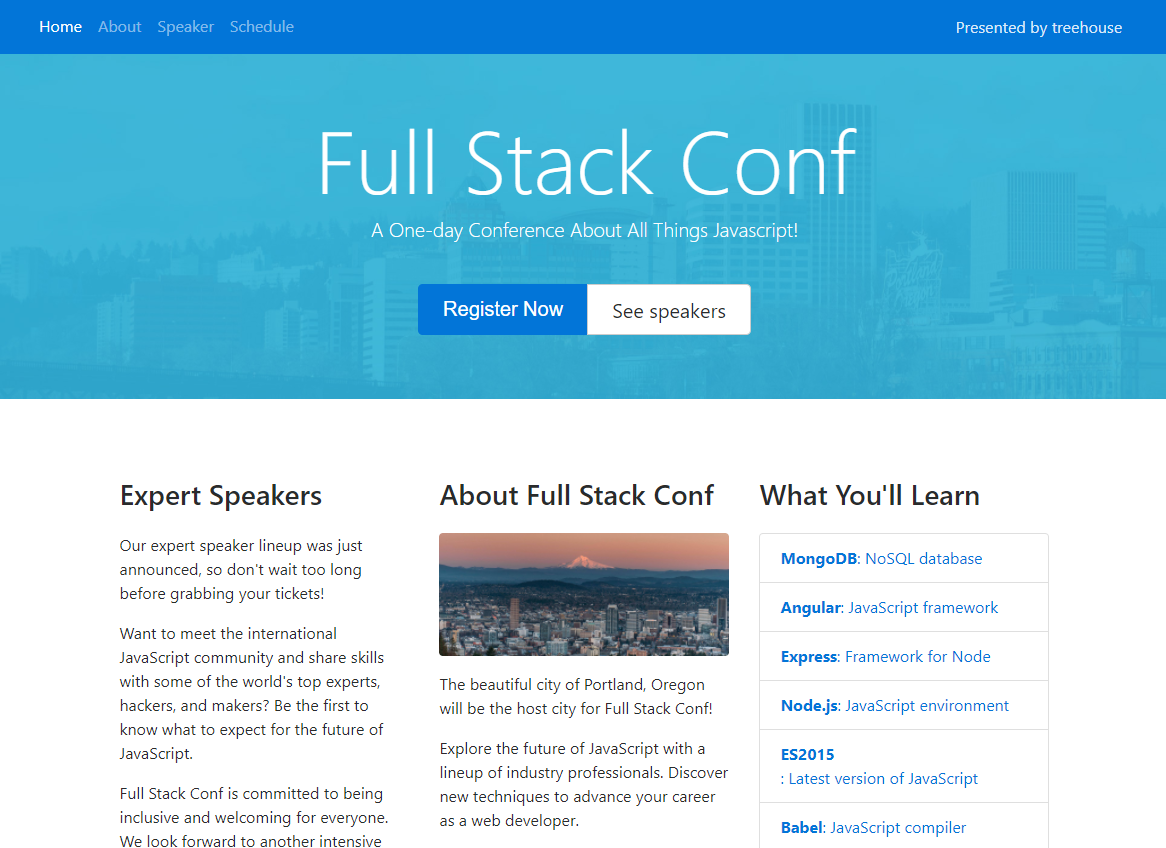 Home About Speaker Schedule
Presented by treehouse
Full Stack Conf
A One-day Conference About All Things Javascript!
Register Now
See speakers
Expert Speakers
Our expert speaker lineup was just
announced, so don't wait too long
before grabbing your tickets!
Want to meet the international
JavaScript community and share skills
with some of the world's top experts,
hackers, and makers? Be the first to
know what to expect for the future of
JavaScript.
Full Stack Conf is committed to being
inclusive and welcoming for everyone.
We look forward to another intensive
About Full Stack Conf
The beautiful city of Portland, Oregon
will be the host city for Full Stack Conf!
Explore the future of JavaScript with a
lineup of industry professionals. Discover
new techniques to advance your career
as a web developer.
What You'll Learn
MongoDB: NoSQL database
Angular: JavaScript framework
Express: Framework for Node
Node.js: JavaScript environment
ES2015
: Latest version of JavaScript
Babel: JavaScript compiler